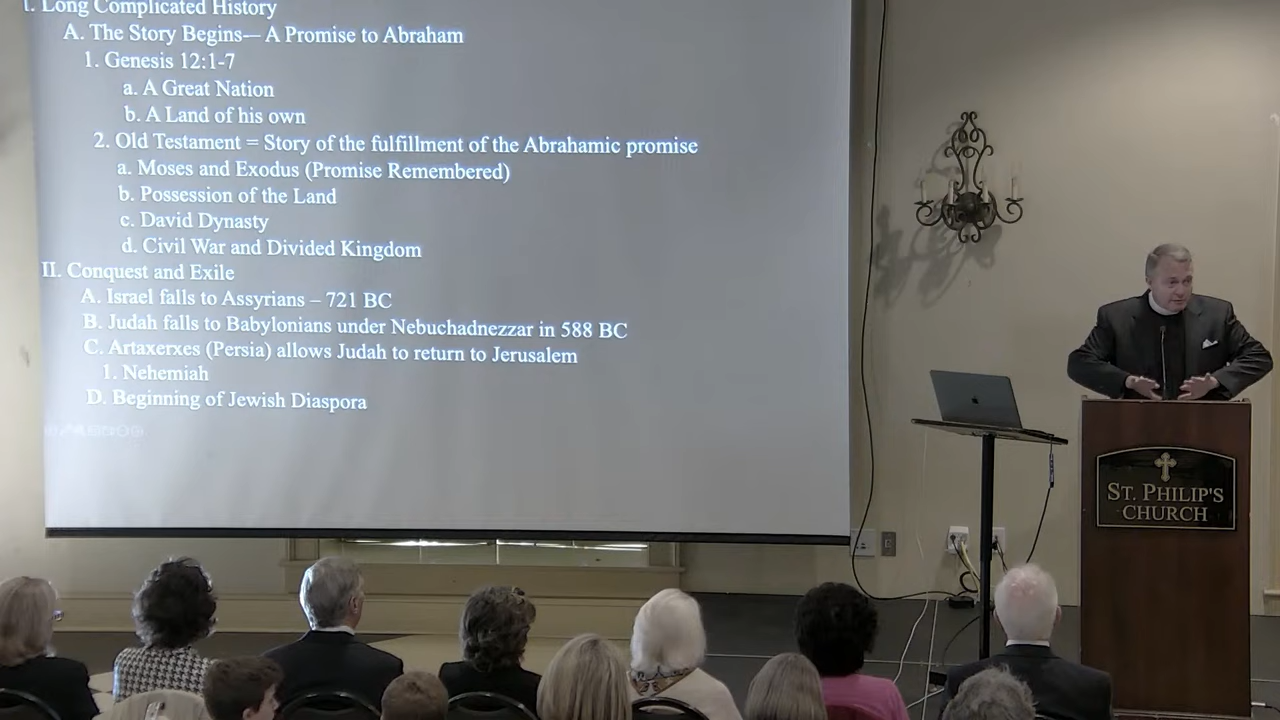 I. Long Complicated History
A. The Story Begins— A Promise to Abraham
1. Genesis 12:1-7
a. A Great Nation
b. A Land of his own
2. Old Testament = Story of the fulfillment of the Abrahamic promise
a. Moses and Exodus (Promise Remembered)
b. Possession of the Land
c. David Dynasty
d. Civil War and Divided Kingdom
II. Conquest and Exile
A. Israel falls to Assyrians – 721 BC
B. Judah falls to Babylonians under Nebuchadnezzar in 588 BC
C. Artaxerxes (Persia) allows Judah to return to Jerusalem
1. Nehemiah
D. Beginning of Jewish Diaspora
ST. PHILIP'S
CHURCH